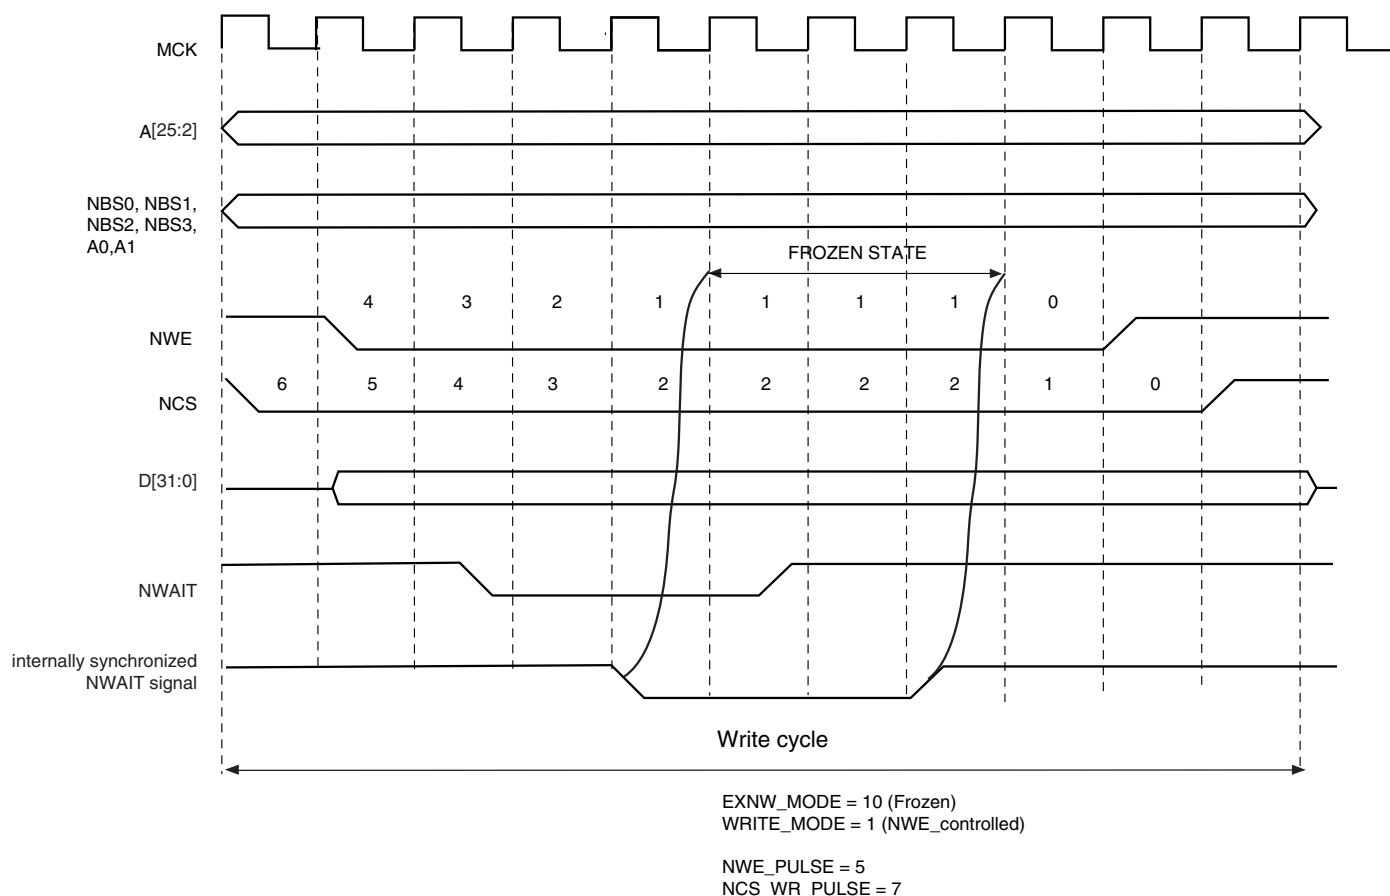 MCK
A[25:2]
NBS0, NBS1,
NBS2, NBS3,
A0,A1
FROZEN STATE
4 3 2 1 1 1 1 0
NWE
6 5 4 3 2 2 2 2 1 0
NCS
D[31:0]
NWAIT
internally synchronized
NWAIT signal
Write cycle
EXNW_MODE = 10 (Frozen)
WRITE_MODE = 1 (NWE_controlled)
NWE_PULSE = 5
NCS_WR_PULSE = 7